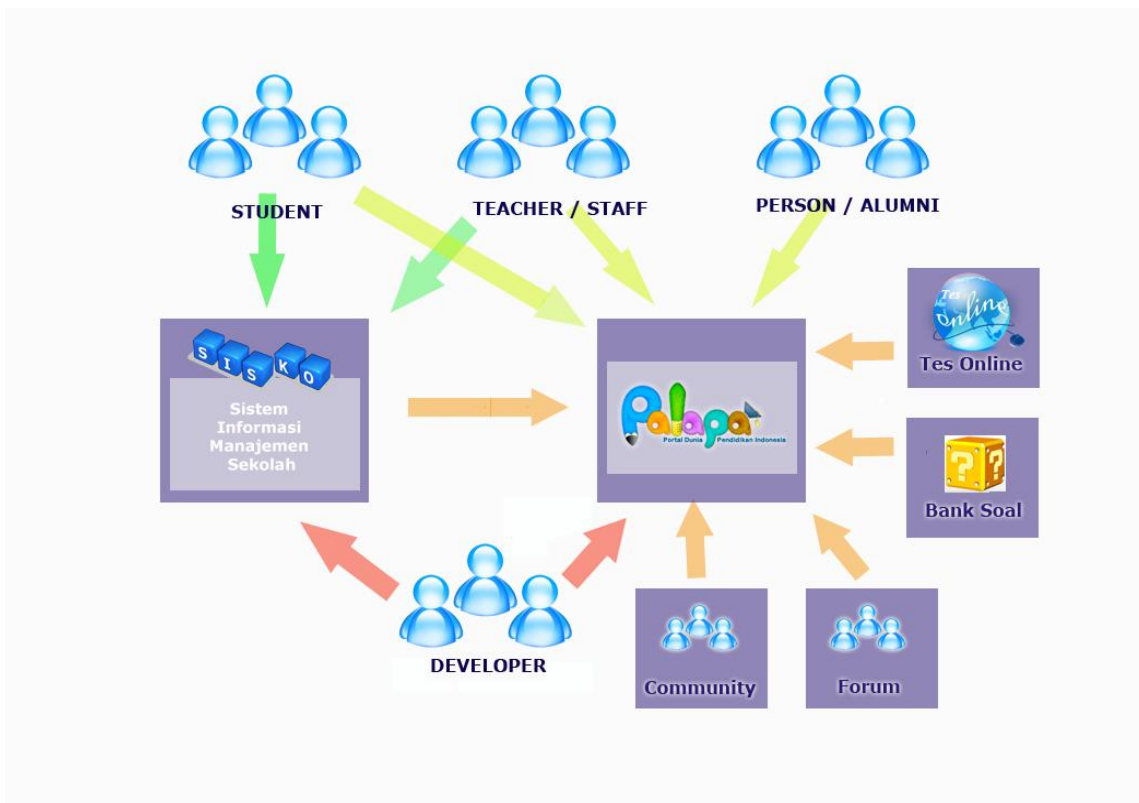 STUDENT
TEACHER / STAFF
PERSON / ALUMNI
SISKO
Sistem
Informasi
Manajemen
Sekolah
Palapa
Portal Dunia Pendidikan Indonesia
Tes
Online
Tes Online
? ?
Bank Soal
DEVELOPER
Community
Forum